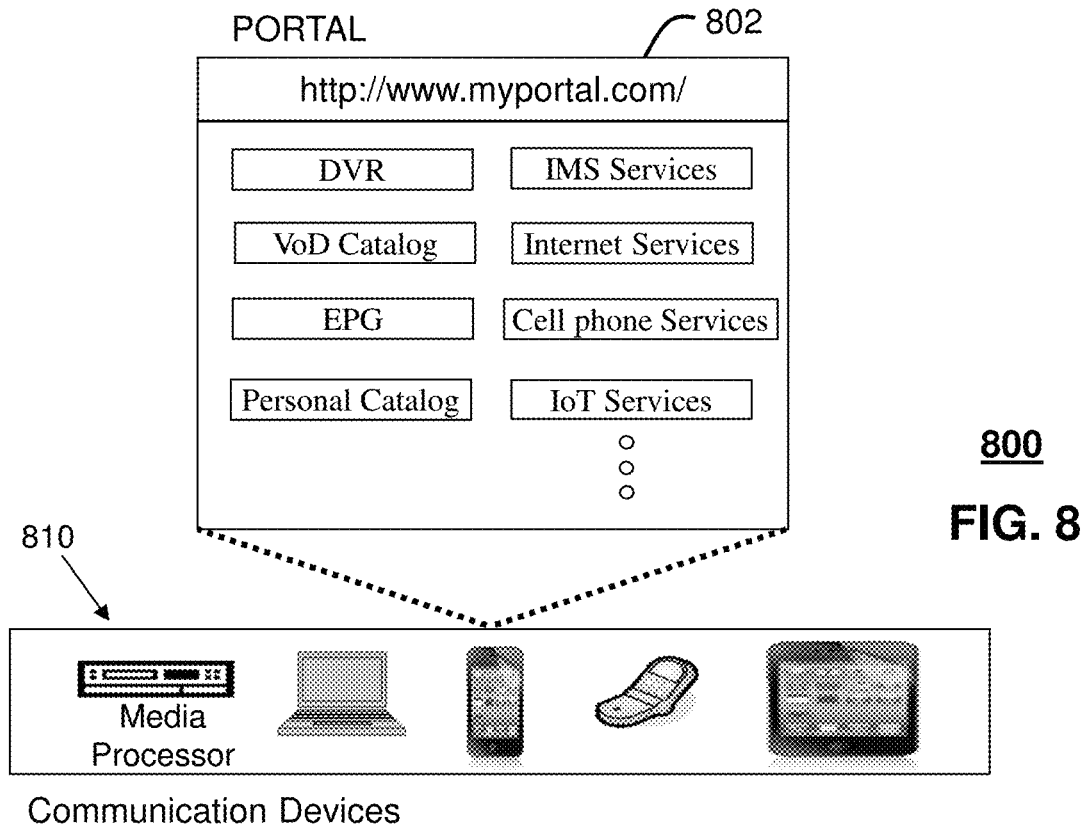 PORTAL
802
http://www.myportal.com/
DVR
IMS Services
VoD Catalog
Internet Services
EPG
Cell phone Services
Personal Catalog
IoT Services
800
FIG. 8
810
Media
Processor
Communication Devices